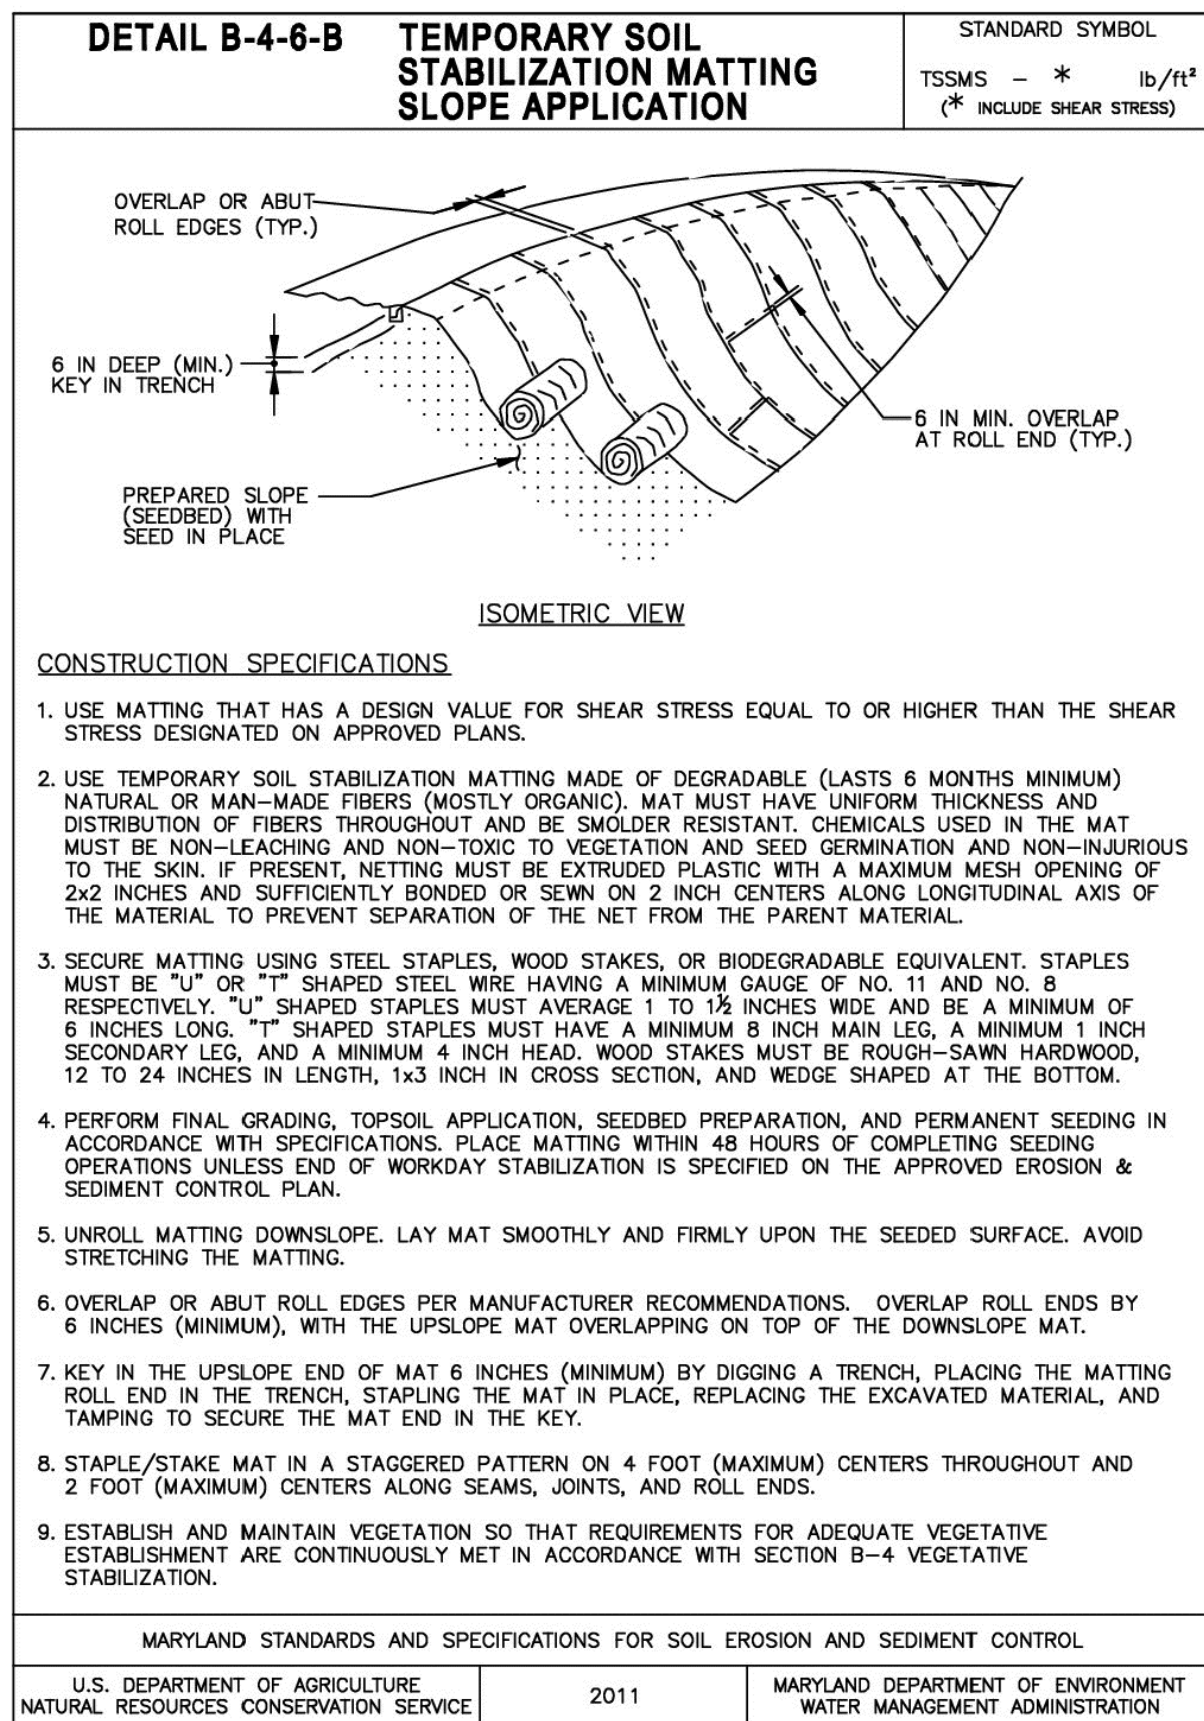 DETAIL B-4-6-B
TEMPORARY SOIL
STABILIZATION MATTING
SLOPE APPLICATION
STANDARD SYMBOL
TSSMS - * lb/ft²
(* INCLUDE SHEAR STRESS)
OVERLAP OR ABUT
ROLL EDGES (TYP.)
6 IN DEEP (MIN.)
KEY IN TRENCH
6 IN MIN. OVERLAP
AT ROLL END (TYP.)
PREPARED SLOPE
(SEEDBED) WITH
SEED IN PLACE
ISOMETRIC VIEW
CONSTRUCTION SPECIFICATIONS
1. USE MATTING THAT HAS A DESIGN VALUE FOR SHEAR STRESS EQUAL TO OR HIGHER THAN THE SHEAR
STRESS DESIGNATED ON APPROVED PLANS.
2. USE TEMPORARY SOIL STABILIZATION MATTING MADE OF DEGRADABLE (LASTS 6 MONTHS MINIMUM)
NATURAL OR MAN-MADE FIBERS (MOSTLY ORGANIC). MAT MUST HAVE UNIFORM THICKNESS AND
DISTRIBUTION OF FIBERS THROUGHOUT AND BE SMOLDER RESISTANT. CHEMICALS USED IN THE MAT
MUST BE NON-LEACHING AND NON-TOXIC TO VEGETATION AND SEED GERMINATION AND NON-INJURIOUS
TO THE SKIN. IF PRESENT, NETTING MUST BE EXTRUDED PLASTIC WITH A MAXIMUM MESH OPENING OF
2x2 INCHES AND SUFFICIENTLY BONDED OR SEWN ON 2 INCH CENTERS ALONG LONGITUDINAL AXIS OF
THE MATERIAL TO PREVENT SEPARATION OF THE NET FROM THE PARENT MATERIAL.
3. SECURE MATTING USING STEEL STAPLES, WOOD STAKES, OR BIODEGRADABLE EQUIVALENT. STAPLES
MUST BE "U" OR "T" SHAPED STEEL WIRE HAVING A MINIMUM GAUGE OF NO. 11 AND NO. 8
RESPECTIVELY. "U" SHAPED STAPLES MUST AVERAGE 1 TO 1½ INCHES WIDE AND BE A MINIMUM OF
6 INCHES LONG. "T" SHAPED STAPLES MUST HAVE A MINIMUM 8 INCH MAIN LEG, A MINIMUM 1 INCH
SECONDARY LEG, AND A MINIMUM 4 INCH HEAD. WOOD STAKES MUST BE ROUGH-SAWN HARDWOOD,
12 TO 24 INCHES IN LENGTH, 1x3 INCH IN CROSS SECTION, AND WEDGE SHAPED AT THE BOTTOM.
4. PERFORM FINAL GRADING, TOPSOIL APPLICATION, SEEDBED PREPARATION, AND PERMANENT SEEDING IN
ACCORDANCE WITH SPECIFICATIONS. PLACE MATTING WITHIN 48 HOURS OF COMPLETING SEEDING
OPERATIONS UNLESS END OF WORKDAY STABILIZATION IS SPECIFIED ON THE APPROVED EROSION &
SEDIMENT CONTROL PLAN.
5. UNROLL MATTING DOWNSLOPE. LAY MAT SMOOTHLY AND FIRMLY UPON THE SEEDED SURFACE. AVOID
STRETCHING THE MATTING.
6. OVERLAP OR ABUT ROLL EDGES PER MANUFACTURER RECOMMENDATIONS. OVERLAP ROLL ENDS BY
6 INCHES (MINIMUM), WITH THE UPSLOPE MAT OVERLAPPING ON TOP OF THE DOWNSLOPE MAT.
7. KEY IN THE UPSLOPE END OF MAT 6 INCHES (MINIMUM) BY DIGGING A TRENCH, PLACING THE MATTING
ROLL END IN THE TRENCH, STAPLING THE MAT IN PLACE, REPLACING THE EXCAVATED MATERIAL, AND
TAMPING TO SECURE THE MAT END IN THE KEY.
8. STAPLE/STAKE MAT IN A STAGGERED PATTERN ON 4 FOOT (MAXIMUM) CENTERS THROUGHOUT AND
2 FOOT (MAXIMUM) CENTERS ALONG SEAMS, JOINTS, AND ROLL ENDS.
9. ESTABLISH AND MAINTAIN VEGETATION SO THAT REQUIREMENTS FOR ADEQUATE VEGETATIVE
ESTABLISHMENT ARE CONTINUOUSLY MET IN ACCORDANCE WITH SECTION B-4 VEGETATIVE
STABILIZATION.
MARYLAND STANDARDS AND SPECIFICATIONS FOR SOIL EROSION AND SEDIMENT CONTROL
U.S. DEPARTMENT OF AGRICULTURE
NATURAL RESOURCES CONSERVATION SERVICE
2011
MARYLAND DEPARTMENT OF ENVIRONMENT
WATER MANAGEMENT ADMINISTRATION